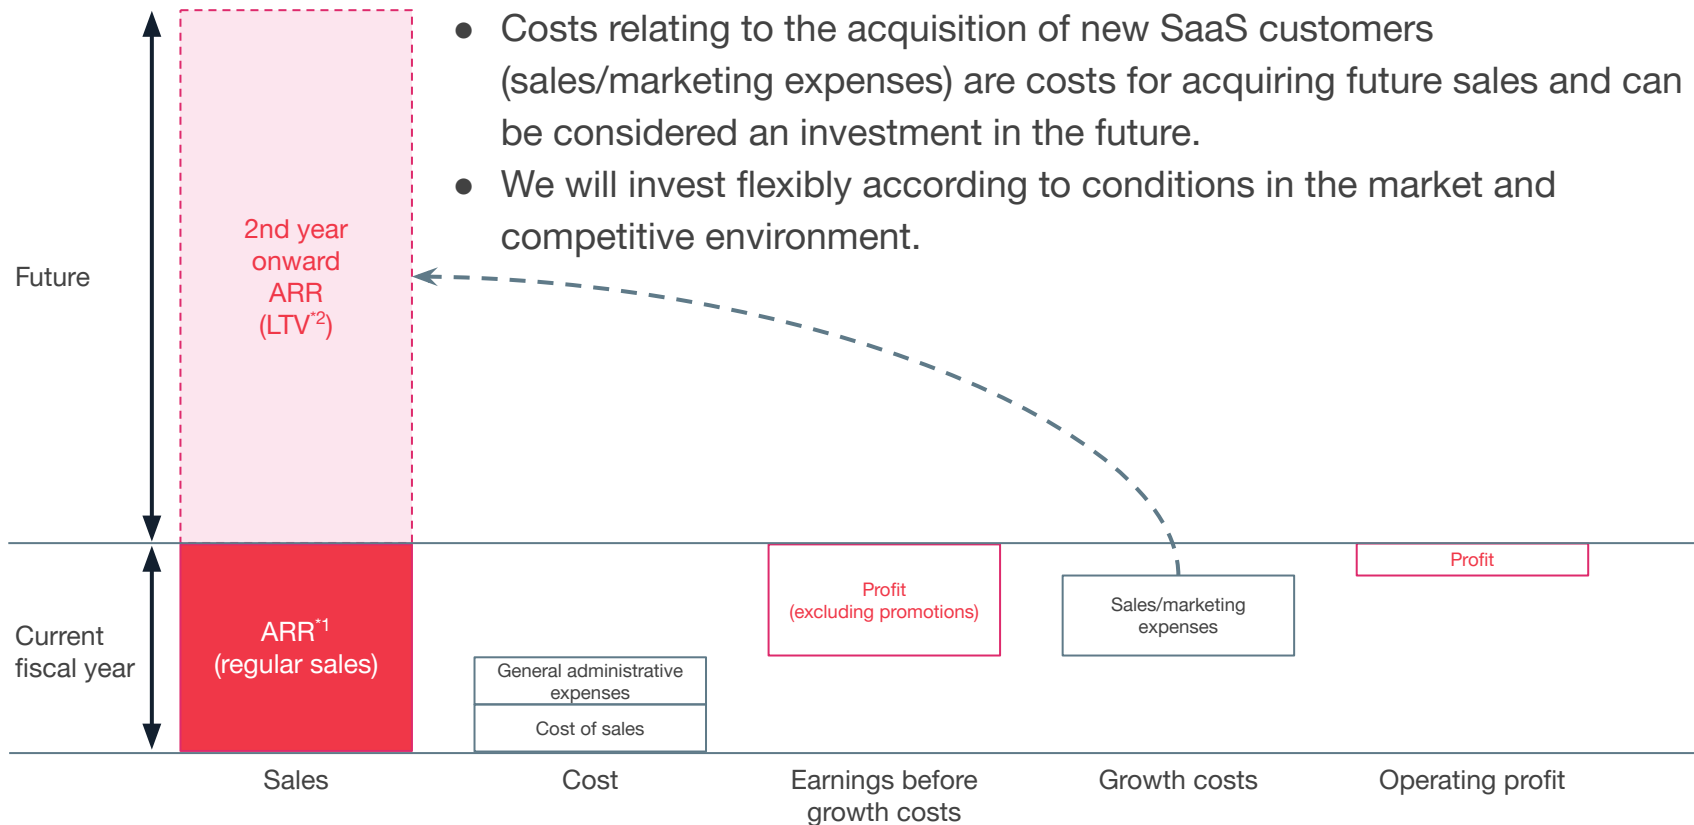 ● Costs relating to the acquisition of new SaaS customers
(sales/marketing expenses) are costs for acquiring future sales and can
be considered an investment in the future.
● We will invest flexibly according to conditions in the market and
competitive environment.
Future
2nd year
onward
ARR
(LTV*2)
Current
fiscal year
ARR*1
(regular sales)
General administrative
expenses
Cost of sales
Profit
(excluding promotions)
Sales/marketing
expenses
Profit
Sales
Cost
Earnings before
growth costs
Growth costs
Operating profit